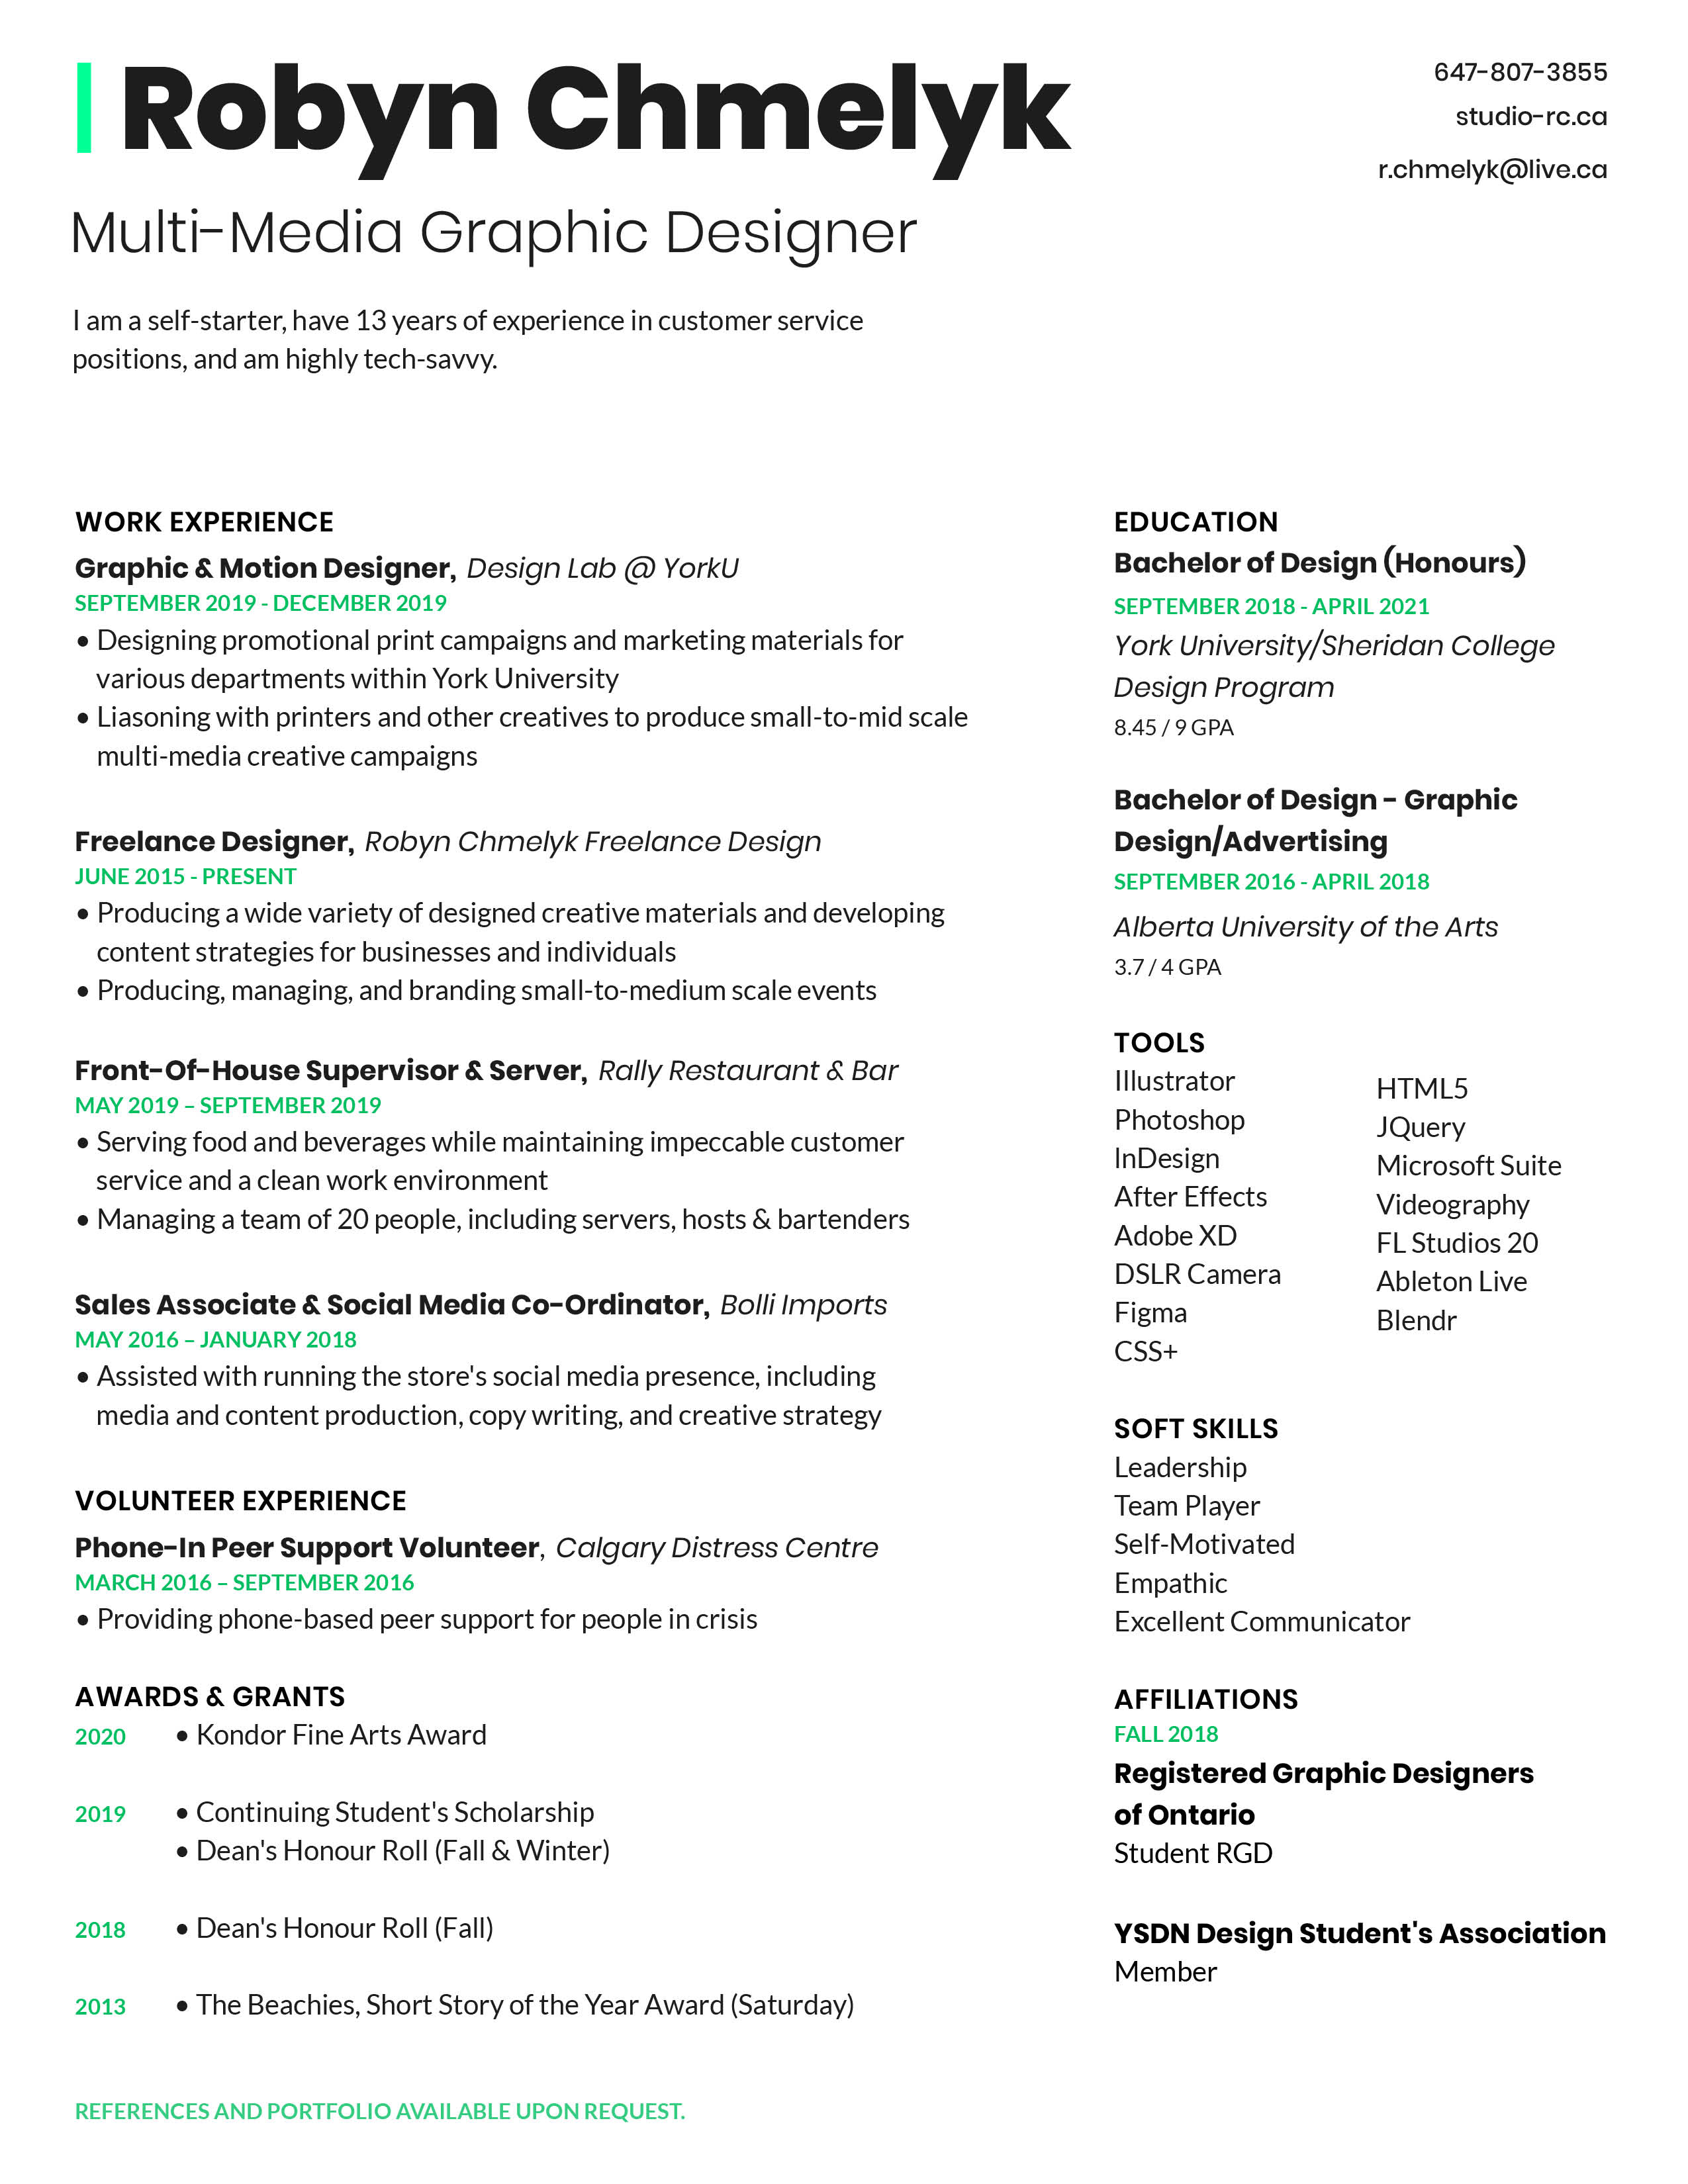 Robyn Chmelyk
Multi-Media Graphic Designer
647-807-3855
studio-rc.ca
r.chmelyk@live.ca
I am a self-starter, have 13 years of experience in customer service
positions, and am highly tech-savvy.
WORK EXPERIENCE
Graphic & Motion Designer, Design Lab @ YorkU
SEPTEMBER 2019 - DECEMBER 2019
• Designing promotional print campaigns and marketing materials for
various departments within York University
• Liasoning with printers and other creatives to produce small-to-mid scale
multi-media creative campaigns
Freelance Designer, Robyn Chmelyk Freelance Design
JUNE 2015 - PRESENT
• Producing a wide variety of designed creative materials and developing
content strategies for businesses and individuals
• Producing, managing, and branding small-to-medium scale events
Front-Of-House Supervisor & Server, Rally Restaurant & Bar
MAY 2019 – SEPTEMBER 2019
• Serving food and beverages while maintaining impeccable customer
service and a clean work environment
• Managing a team of 20 people, including servers, hosts & bartenders
Sales Associate & Social Media Co-Ordinator, Bolli Imports
MAY 2016 – JANUARY 2018
• Assisted with running the store's social media presence, including
media and content production, copy writing, and creative strategy
VOLUNTEER EXPERIENCE
Phone-In Peer Support Volunteer, Calgary Distress Centre
MARCH 2016 – SEPTEMBER 2016
• Providing phone-based peer support for people in crisis
AWARDS & GRANTS
2020 • Kondor Fine Arts Award
2019 • Continuing Student's Scholarship
• Dean's Honour Roll (Fall & Winter)
2018 • Dean's Honour Roll (Fall)
2013 • The Beachies, Short Story of the Year Award (Saturday)
REFERENCES AND PORTFOLIO AVAILABLE UPON REQUEST.
EDUCATION
Bachelor of Design (Honours)
SEPTEMBER 2018 - APRIL 2021
York University/Sheridan College
Design Program
8.45 / 9 GPA
Bachelor of Design - Graphic
Design/Advertising
SEPTEMBER 2016 - APRIL 2018
Alberta University of the Arts
3.7 / 4 GPA
TOOLS
Illustrator
Photoshop
InDesign
After Effects
Adobe XD
DSLR Camera
Figma
CSS+
HTML5
JQuery
Microsoft Suite
Videography
FL Studios 20
Ableton Live
Blendr
SOFT SKILLS
Leadership
Team Player
Self-Motivated
Empathic
Excellent Communicator
AFFILIATIONS
FALL 2018
Registered Graphic Designers
of Ontario
Student RGD
YSDN Design Student's Association
Member